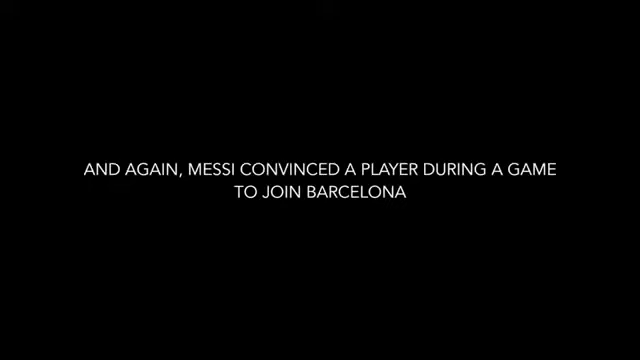 AND AGAIN, MESSI CONVINCED A PLAYER DURING A GAME
TO JOIN BARCELONA